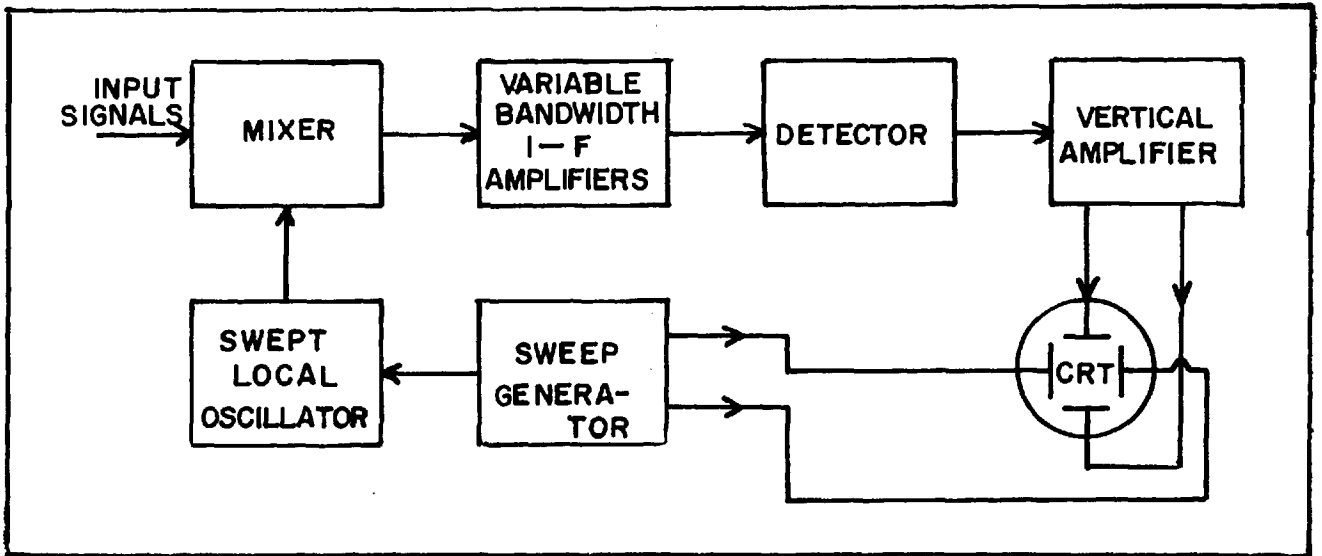 INPUT
SIGNALS
MIXER
VARIABLE
BANDWIDTH
I-F
AMPLIFIERS
DETECTOR
VERTICAL
AMPLIFIER
SWEPT
LOCAL
OSCILLATOR
SWEEP
GENERA-
TOR
CRT